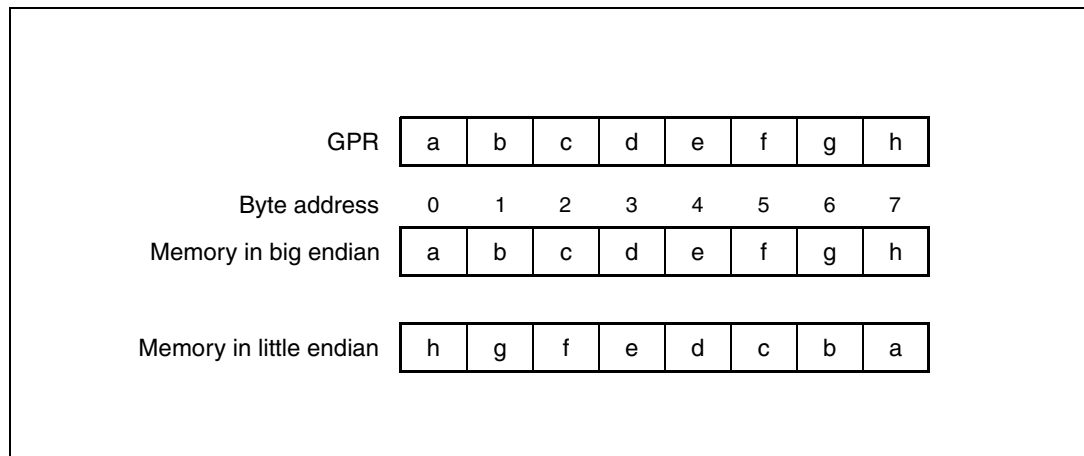 GPR a b c d e f g h
Byte address 0 1 2 3 4 5 6 7
Memory in big endian a b c d e f g h
Memory in little endian h g f e d c b a